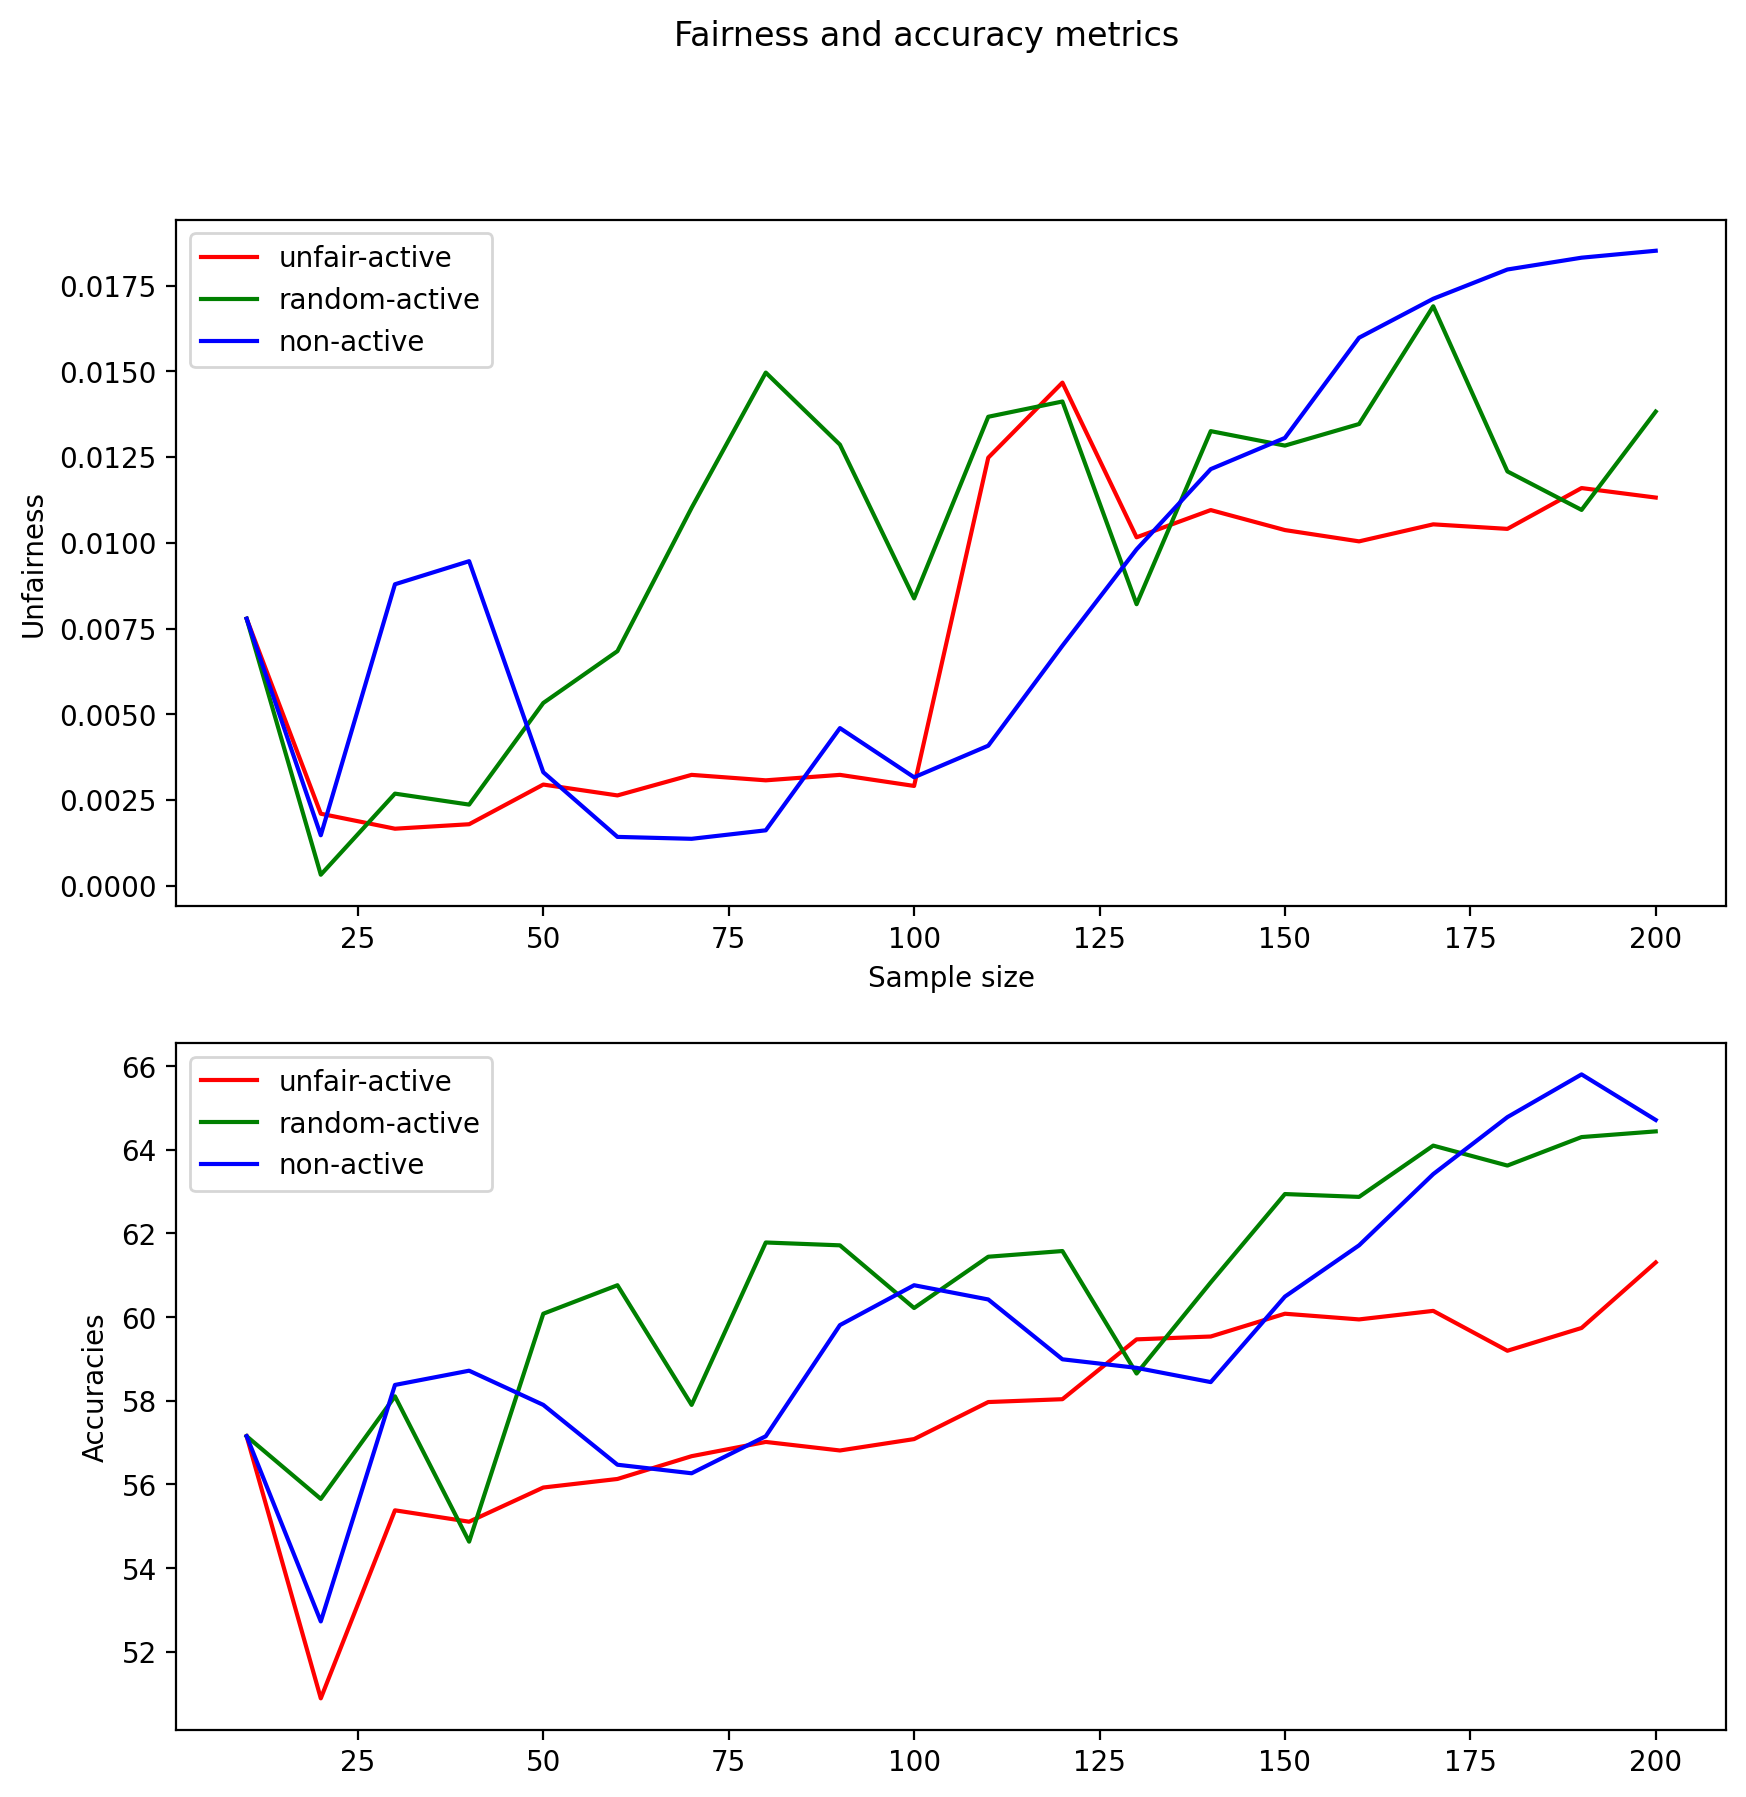 Fairness and accuracy metrics
unfair-active
random-active
non-active
0.0175
0.0150
0.0125
0.0100
0.0075
0.0050
0.0025
0.0000
Unfairness
25 50 75 100 125 150 175 200
Sample size
unfair-active
random-active
non-active
66
64
62
60
58
56
54
52
Accuracies
25 50 75 100 125 150 175 200